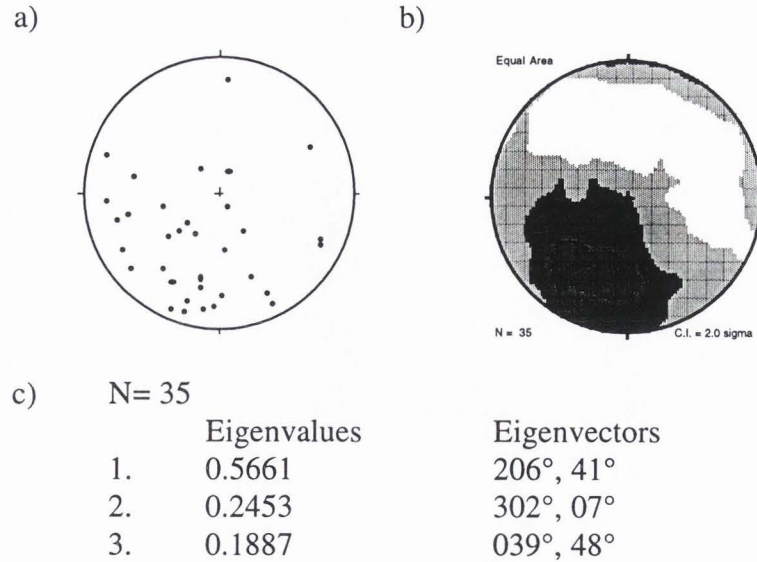 a)
b)
Equal Area
N = 35
C.I. = 2.0 sigma
c) N= 35
Eigenvalues Eigenvectors
1. 0.5661 206°, 41°
2. 0.2453 302°, 07°
3. 0.1887 039°, 48°